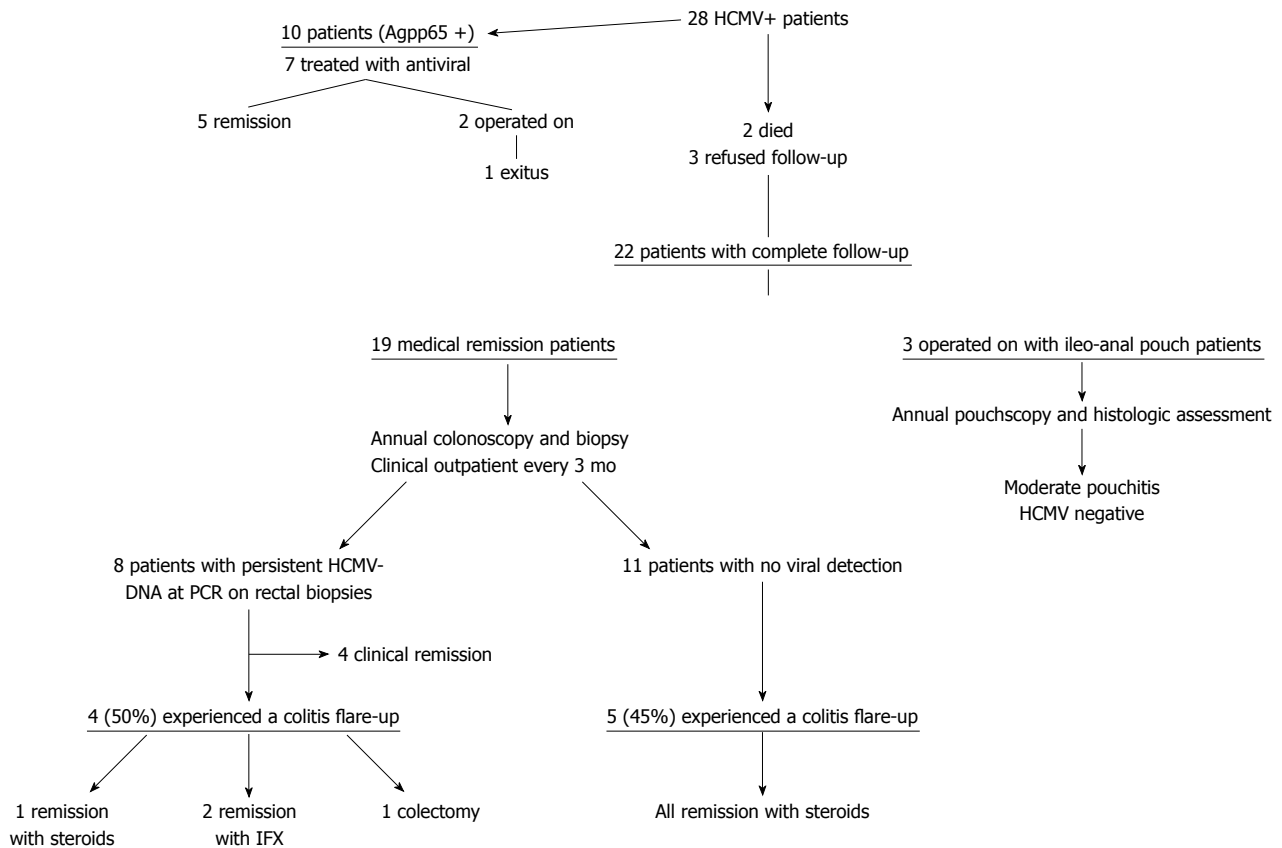 28 HCMV+ patients
10 patients (Agpp65 +)
7 treated with antiviral
5 remission
2 operated on
1 exitus
2 died
3 refused follow-up
22 patients with complete follow-up
19 medical remission patients
3 operated on with ileo-anal pouch patients
Annual colonoscopy and biopsy
Clinical outpatient every 3 mo
Annual pouchscopy and histologic assessment
Moderate pouchitis
HCMV negative
8 patients with persistent HCMV-
DNA at PCR on rectal biopsies
11 patients with no viral detection
4 clinical remission
4 (50%) experienced a colitis flare-up
5 (45%) experienced a colitis flare-up
1 remission
with steroids
2 remission
with IFX
1 colectomy
All remission with steroids